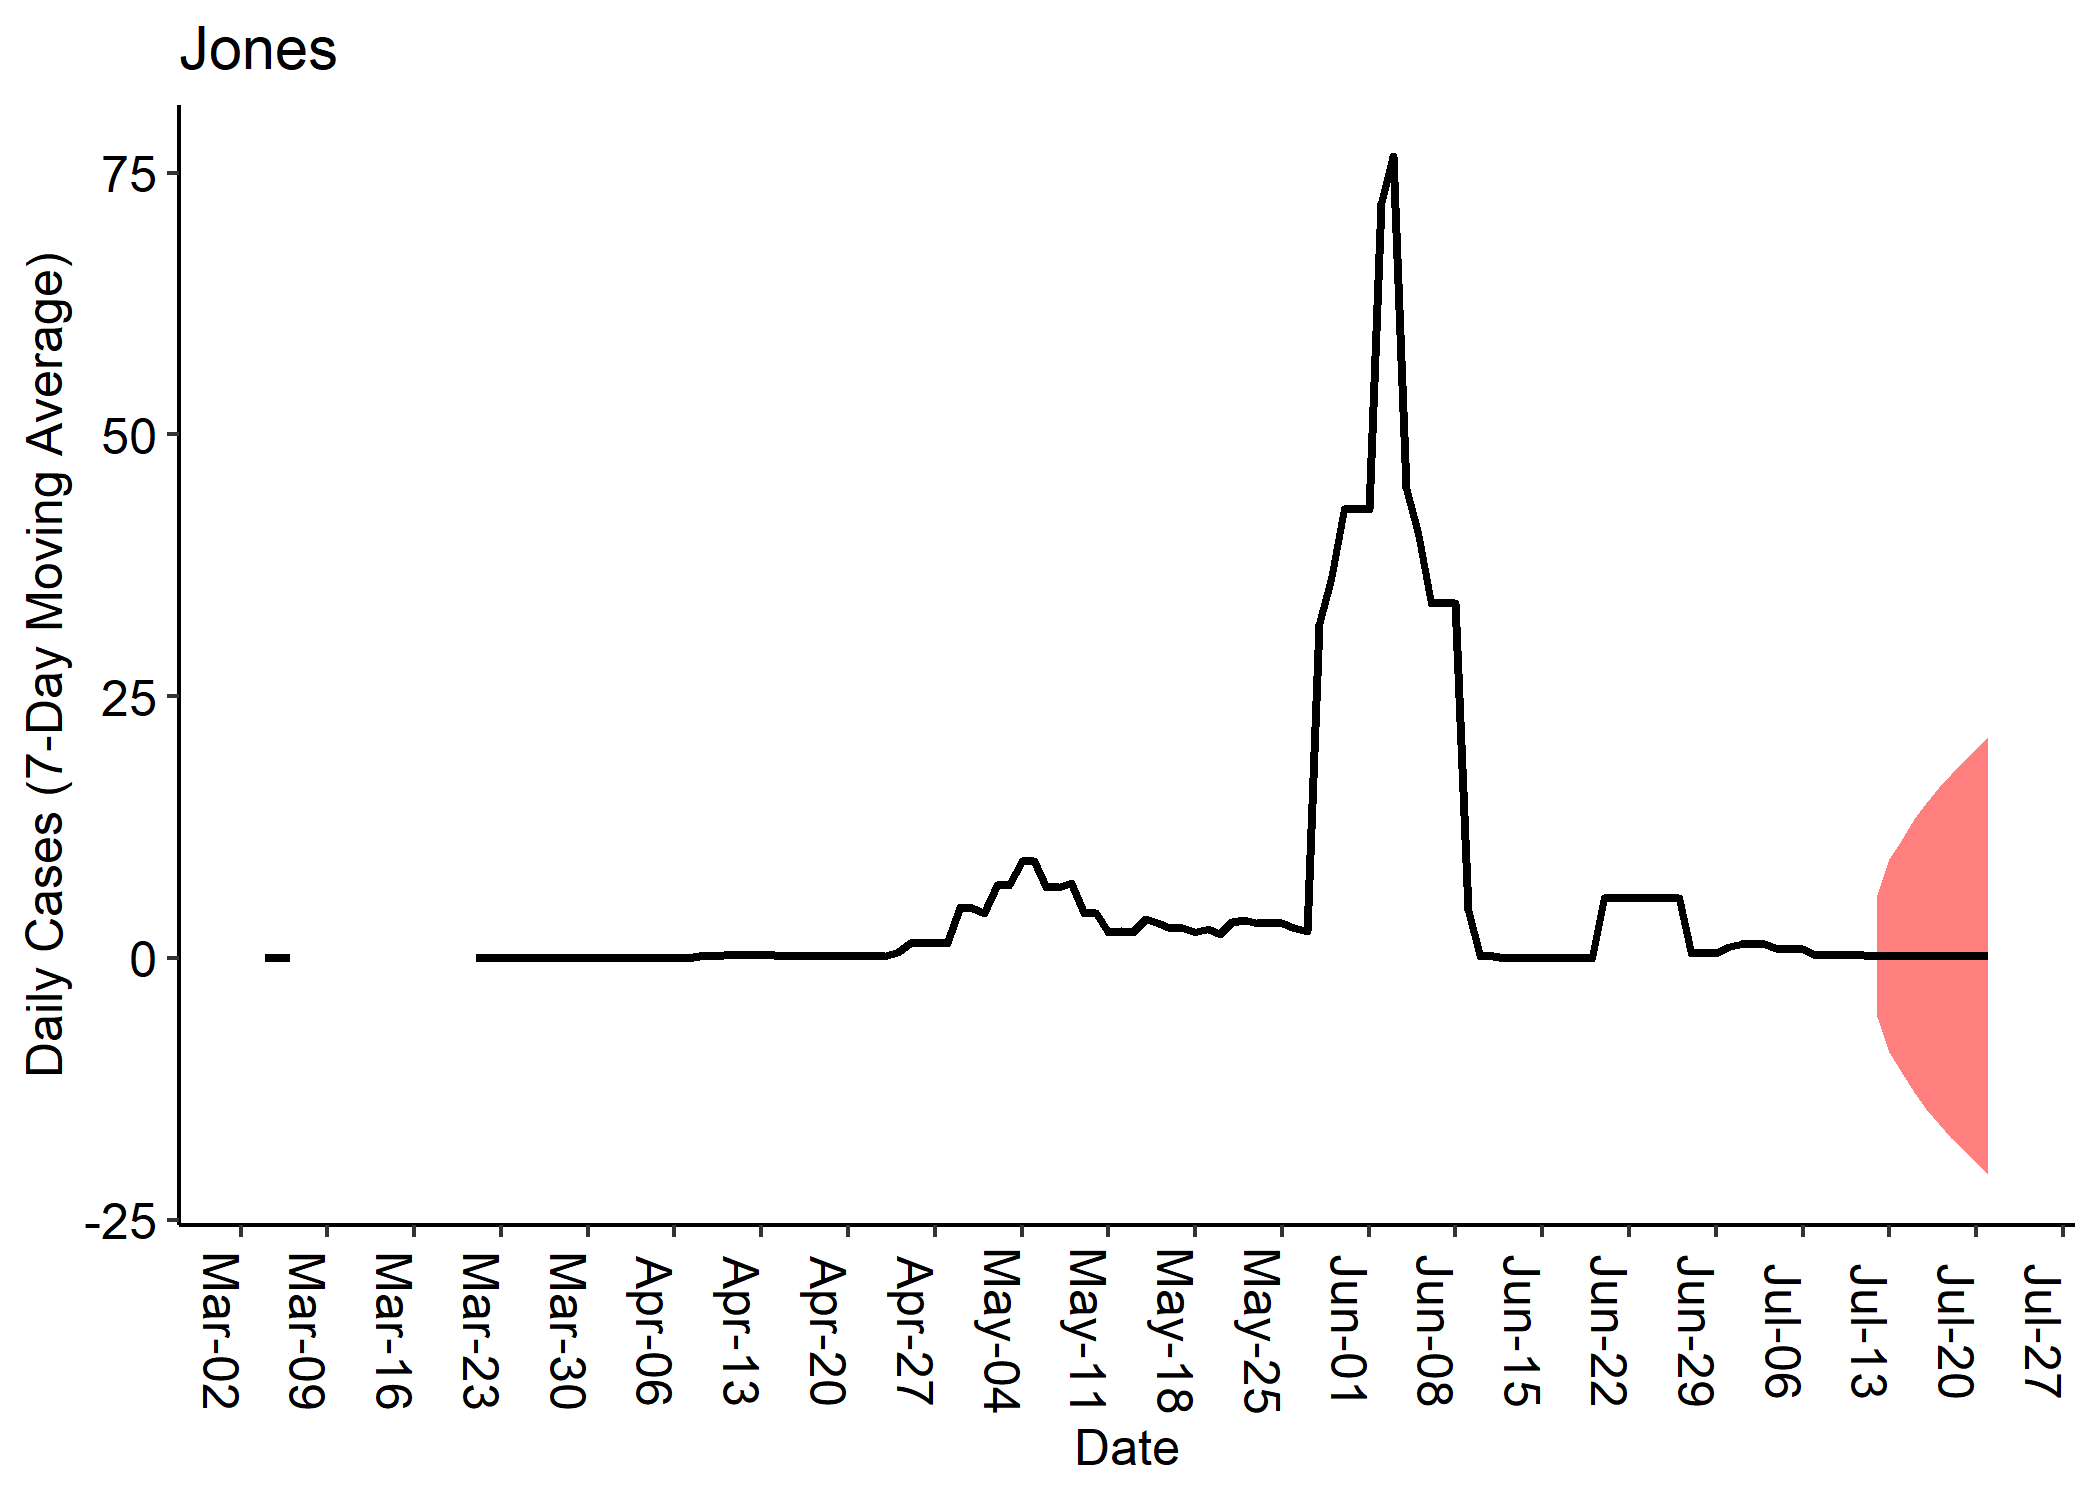 Jones
Daily Cases (7-Day Moving Average)
75
50
25
0
-25
Mar-02
Mar-09
Mar-16
Mar-23
Mar-30
Apr-06
Apr-13
Apr-20
Apr-27
May-04
May-11
May-18
May-25
Jun-01
Jun-08
Jun-15
Jun-22
Jun-29
Jul-06
Jul-13
Jul-20
Jul-27
Date